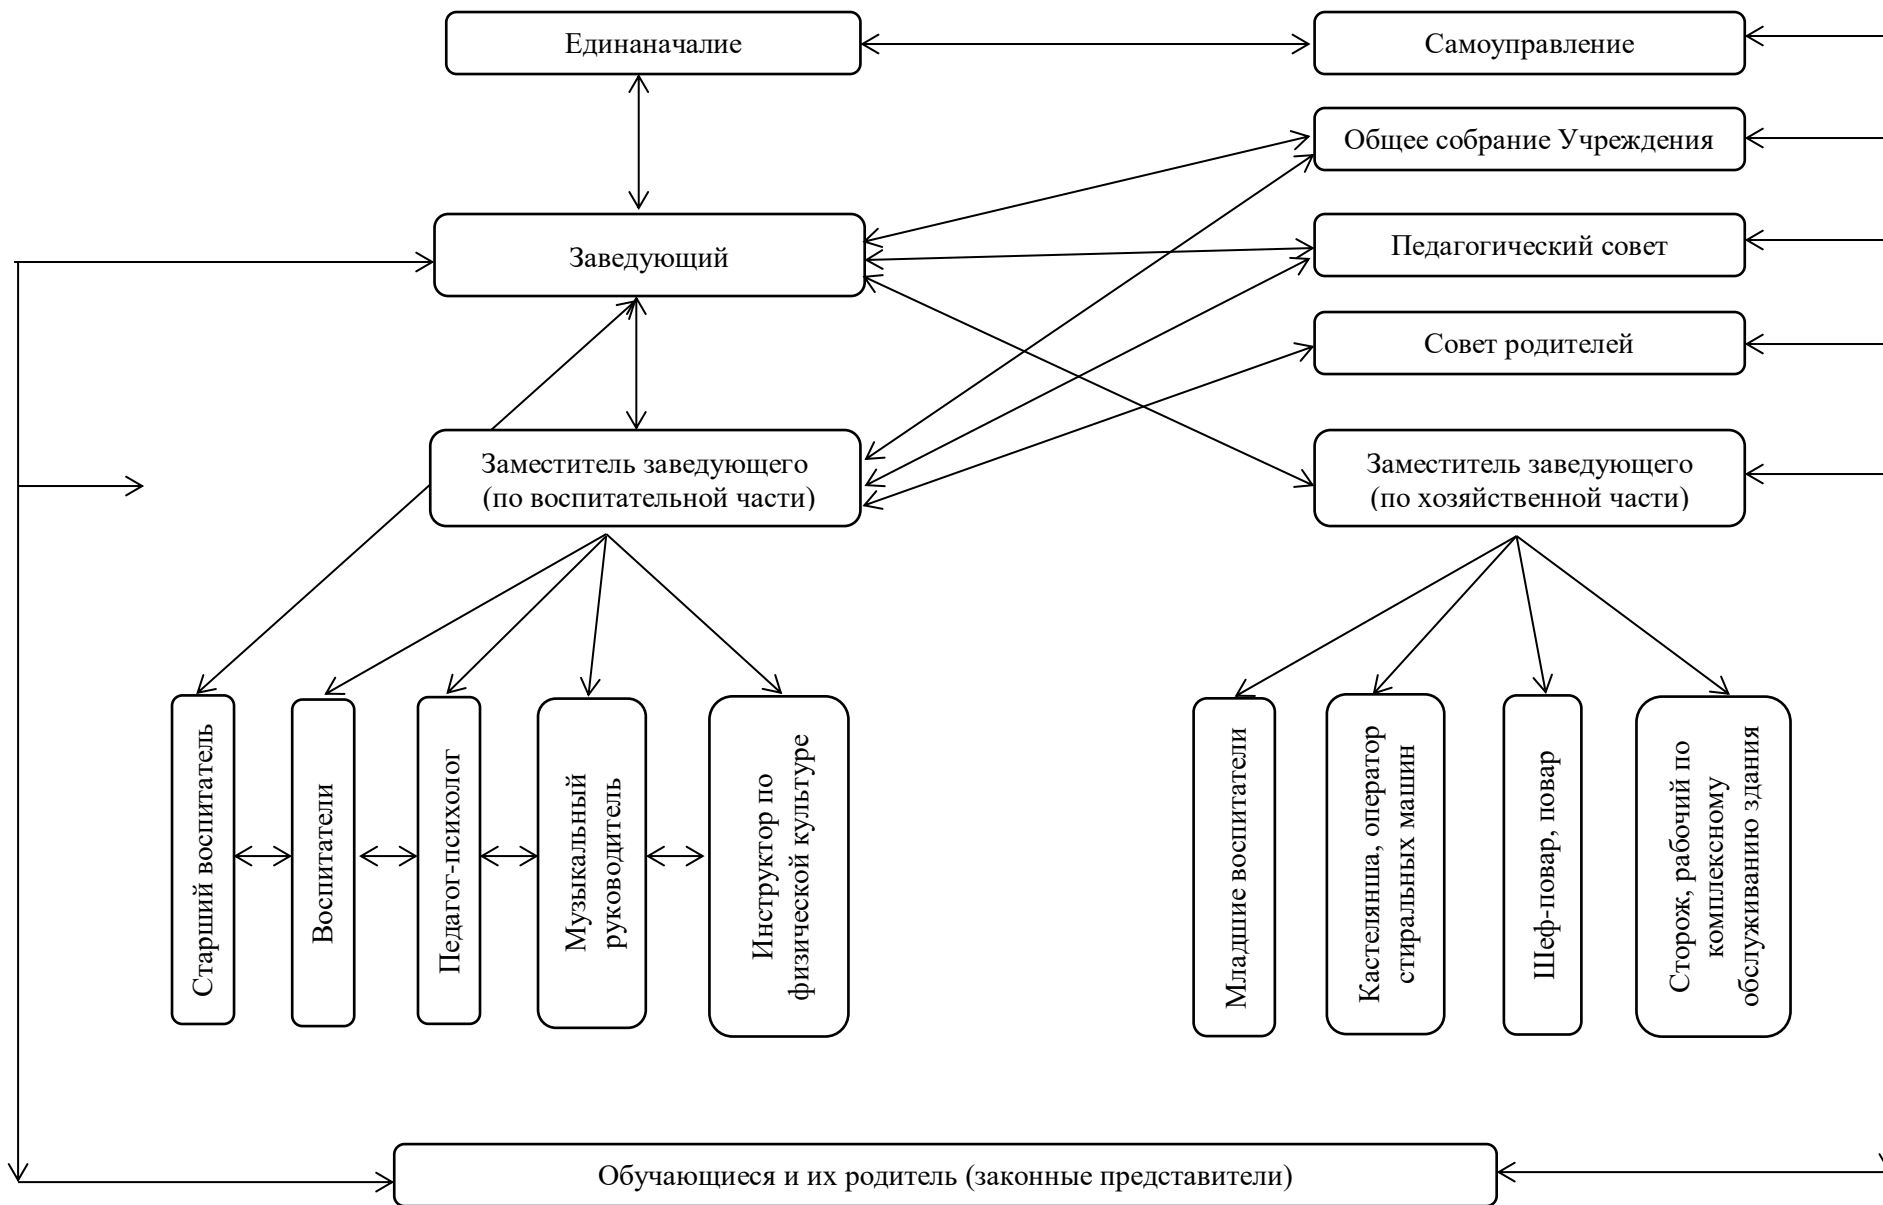 Единаначалие
Самоуправление
Общее собрание Учреждения
Заведующий
Педагогический совет
Совет родителей
Заместитель заведующего
(по воспитательной части)
Заместитель заведующего
(по хозяйственной части)
Старший воспитатель
Воспитатели
Педагог-психолог
Музыкальный
руководитель
Инструктор по
физической культуре
Младшие воспитатели
Кастелянша, оператор
стиральных машин
Шеф-повар, повар
Сторож, рабочий по
комплексному
обслуживанию здания
Обучающиеся и их родитель (законные представители)